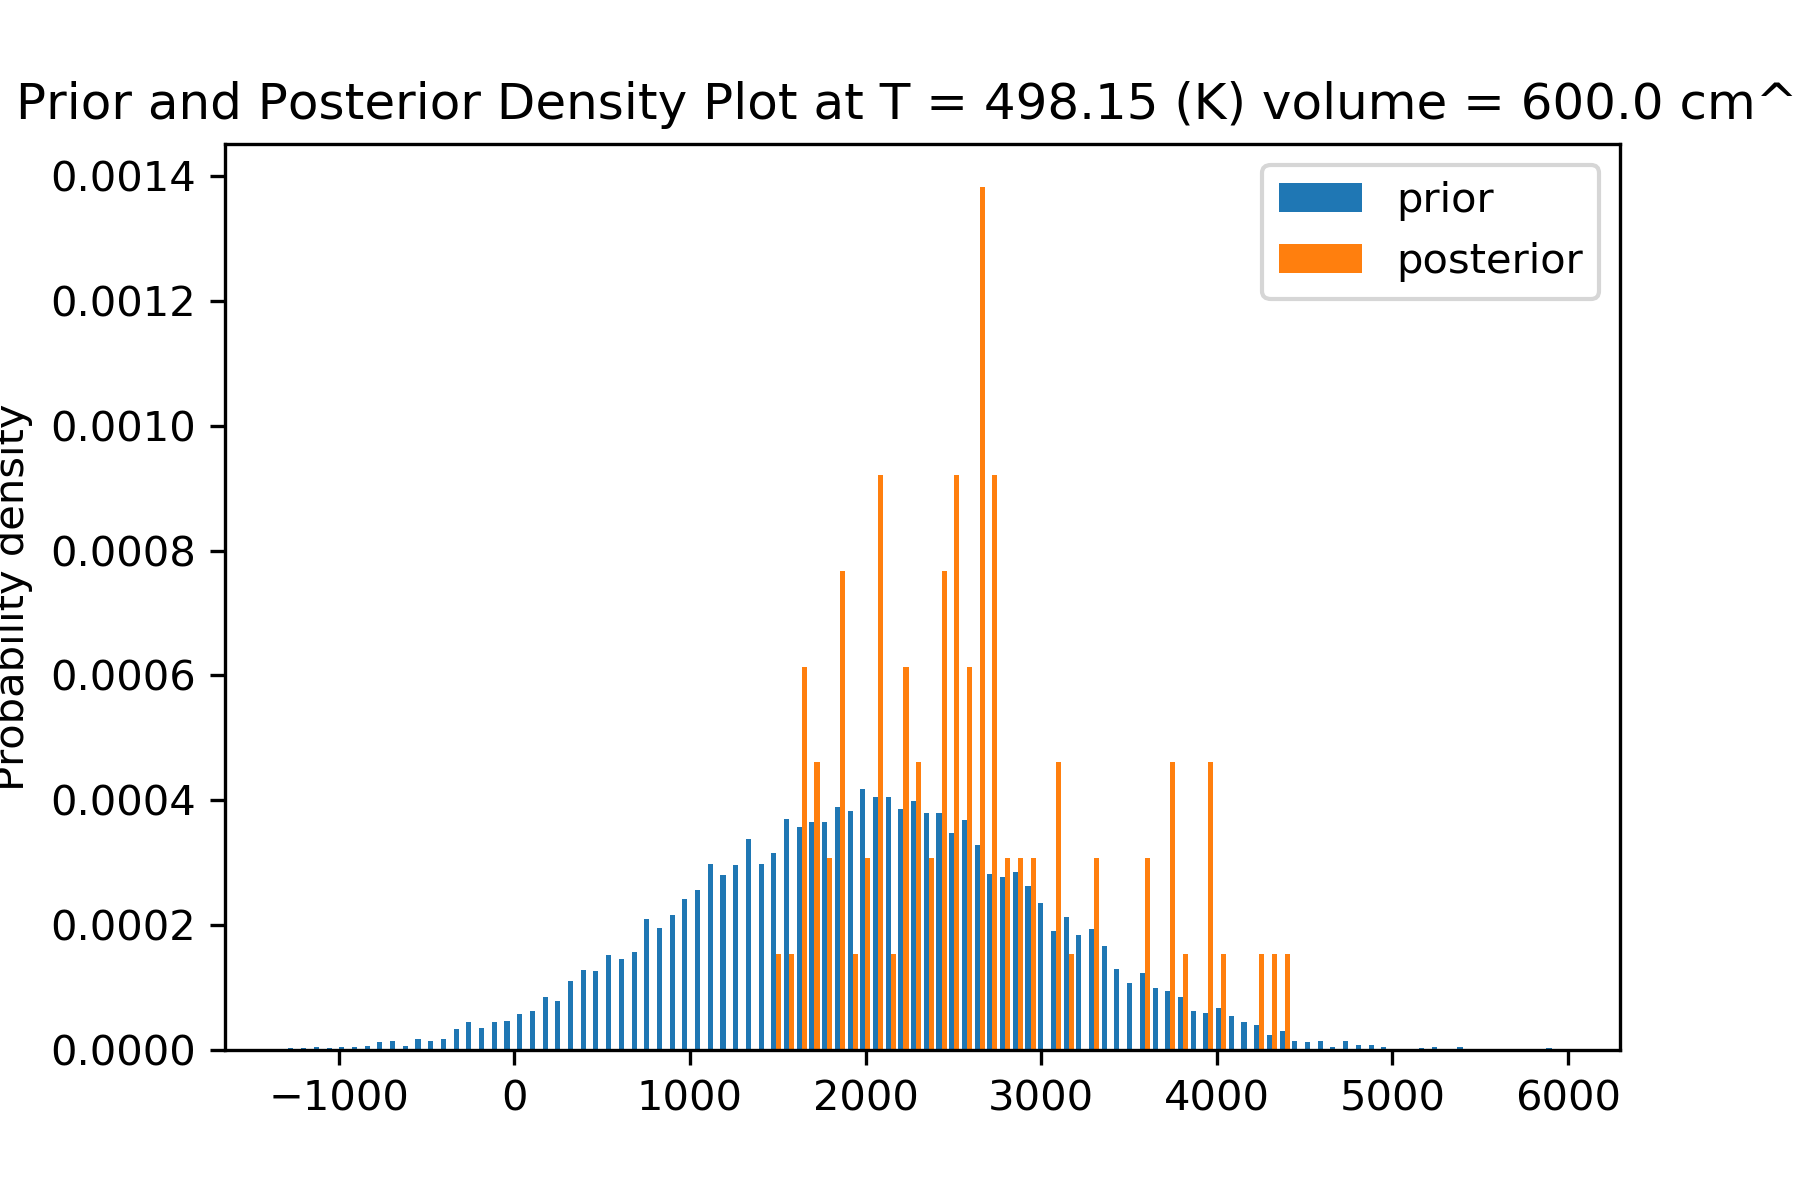 Prior and Posterior Density Plot at T = 498.15 (K) volume = 600.0 cm^
prior
posterior
Probability density
0.0014
0.0012
0.0010
0.0008
0.0006
0.0004
0.0002
0.0000
−1000 0 1000 2000 3000 4000 5000 6000